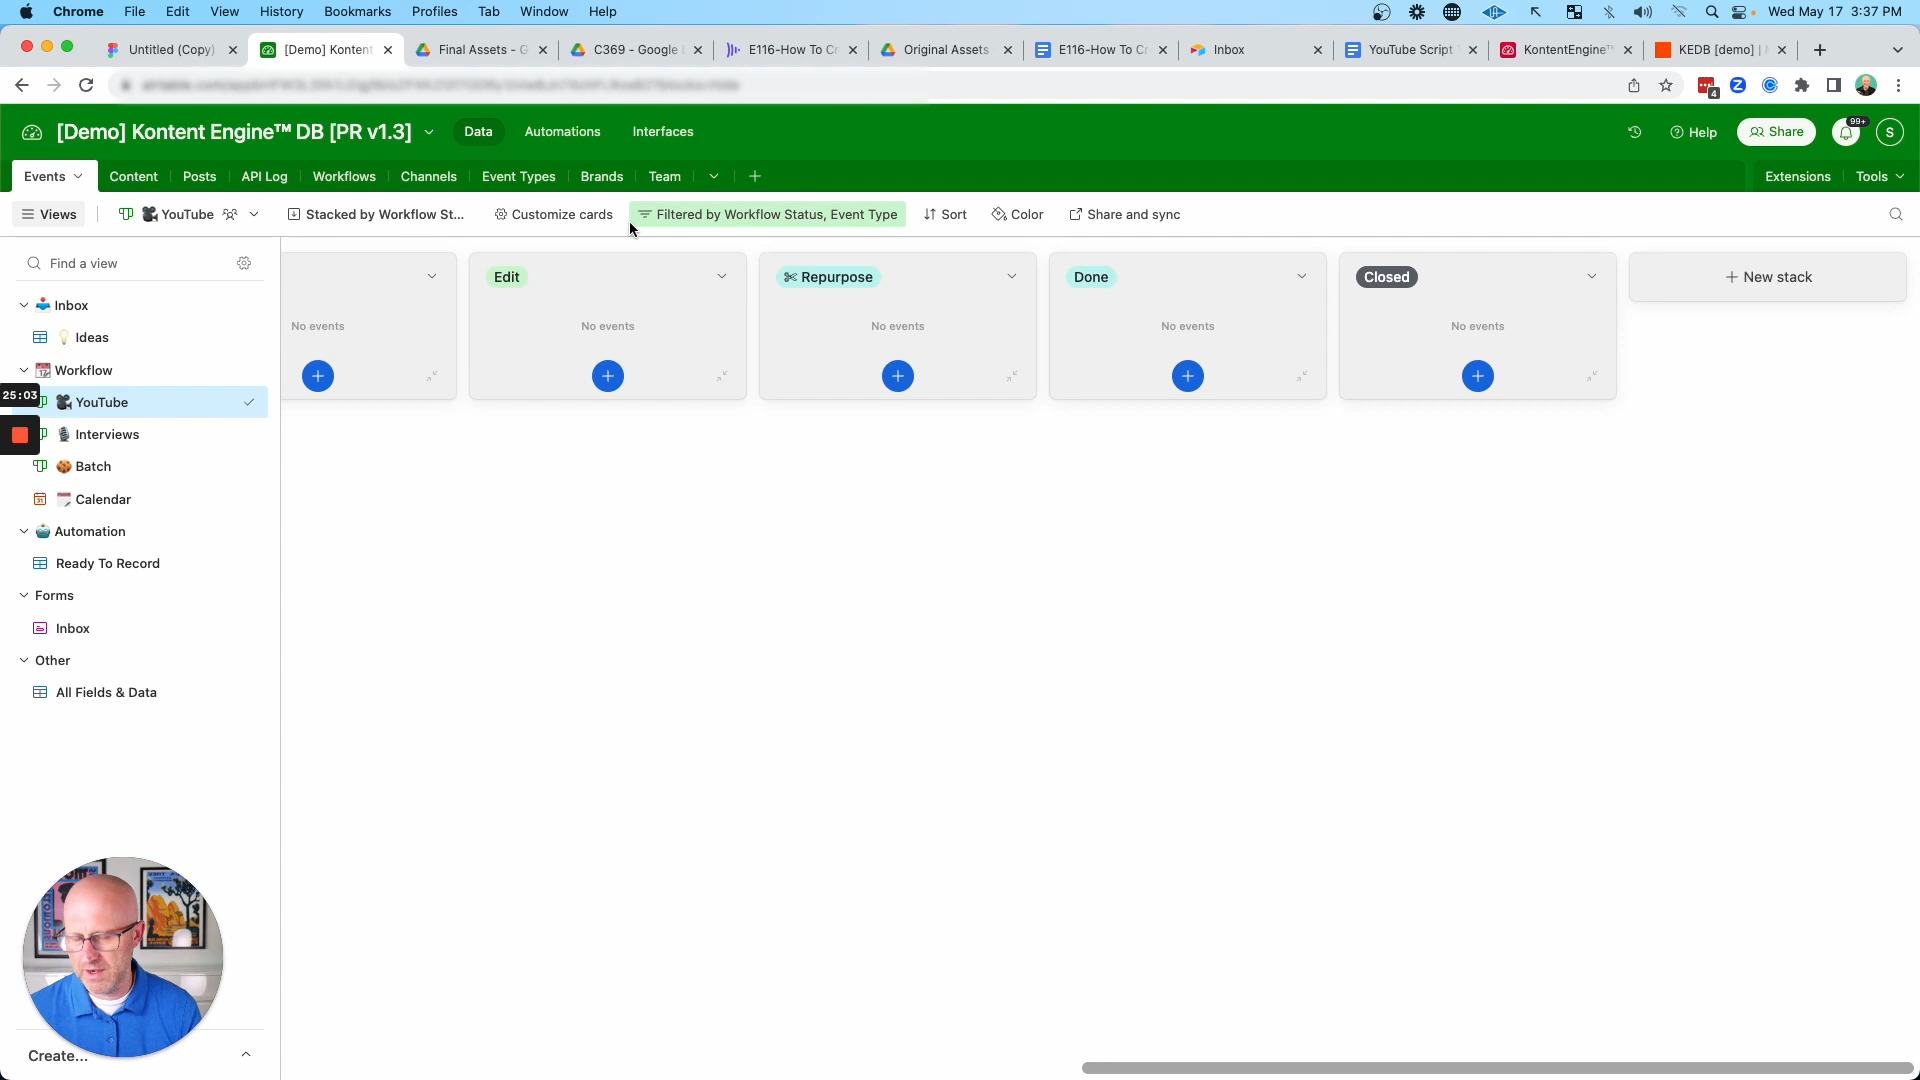 Chrome File Edit View History Bookmarks Profiles Tab Window Help Wed May 17 3:37 PM
Untitled (Copy) [Demo] Kontent Final Assets - G C369 - Google E116-How To Cr Original Assets E116-How To Cr Inbox YouTube Script KontentEngine™ KEDB [demo] |
4
[Demo] Kontent Engine™ DB [PR v1.3] Data Automations Interfaces Help Share 99+ S
Events Content Posts API Log Workflows Channels Event Types Brands Team Extensions Tools
Views YouTube Stacked by Workflow St... Customize cards Filtered by Workflow Status, Event Type Sort Color Share and sync
Find a view
Edit Repurpose Done Closed + New stack
No events No events No events No events No events
Inbox
Ideas
Workflow
25:03
YouTube
Interviews
Batch
Calendar
Automation
Ready To Record
Forms
Inbox
Other
All Fields & Data
Create...